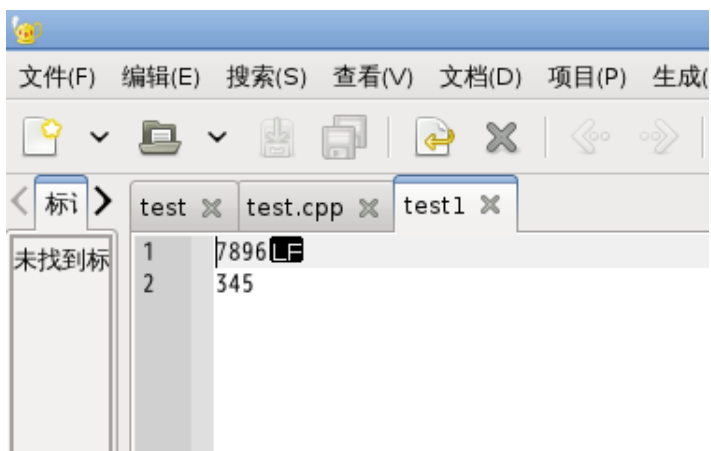 文件(F) 编辑(E) 搜索(S) 查看(V) 文档(D) 项目(P) 生成(
标
test test.cpp test1
未找到标
1 7896LF
2 345